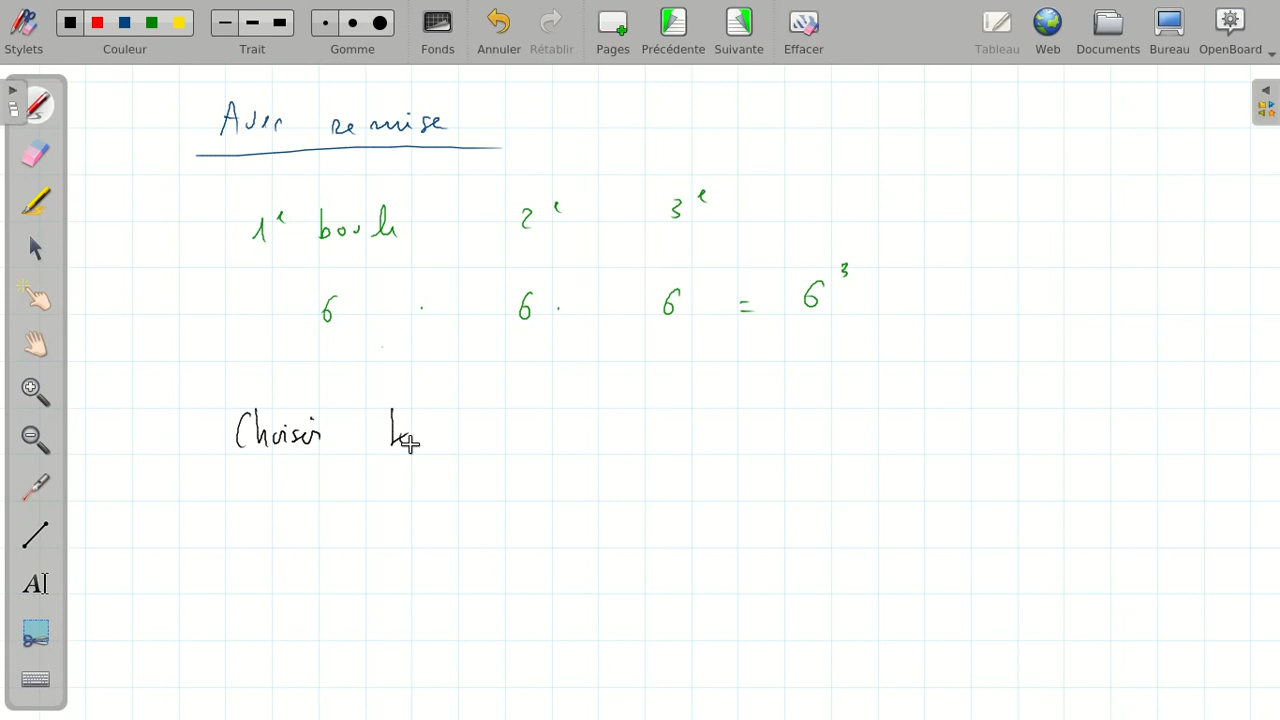 Stylets Couleur Trait Gomme Fonds Annuler Rétablir Pages Précédente Suivante Effacer Tableau Web Documents Bureau OpenBoard
Avec remise
1e boule 2e 3e
6 · 6 · 6 = 6³
Choisir k